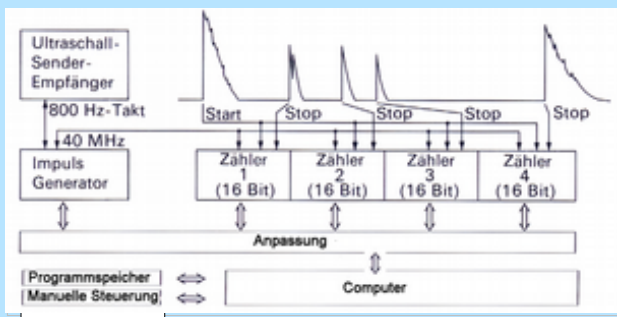 Ultraschall-
Sender-
Empfänger
800 Hz-Takt
Start
Stop
Stop
Stop
Stop
40 MHz
Impuls
Generator
Zähler
1
(16 Bit)
Zähler
2
(16 Bit)
Zähler
3
(16 Bit)
Zähler
4
(16 Bit)
Anpassung
Programmspeicher
Manuelle Steuerung
Computer